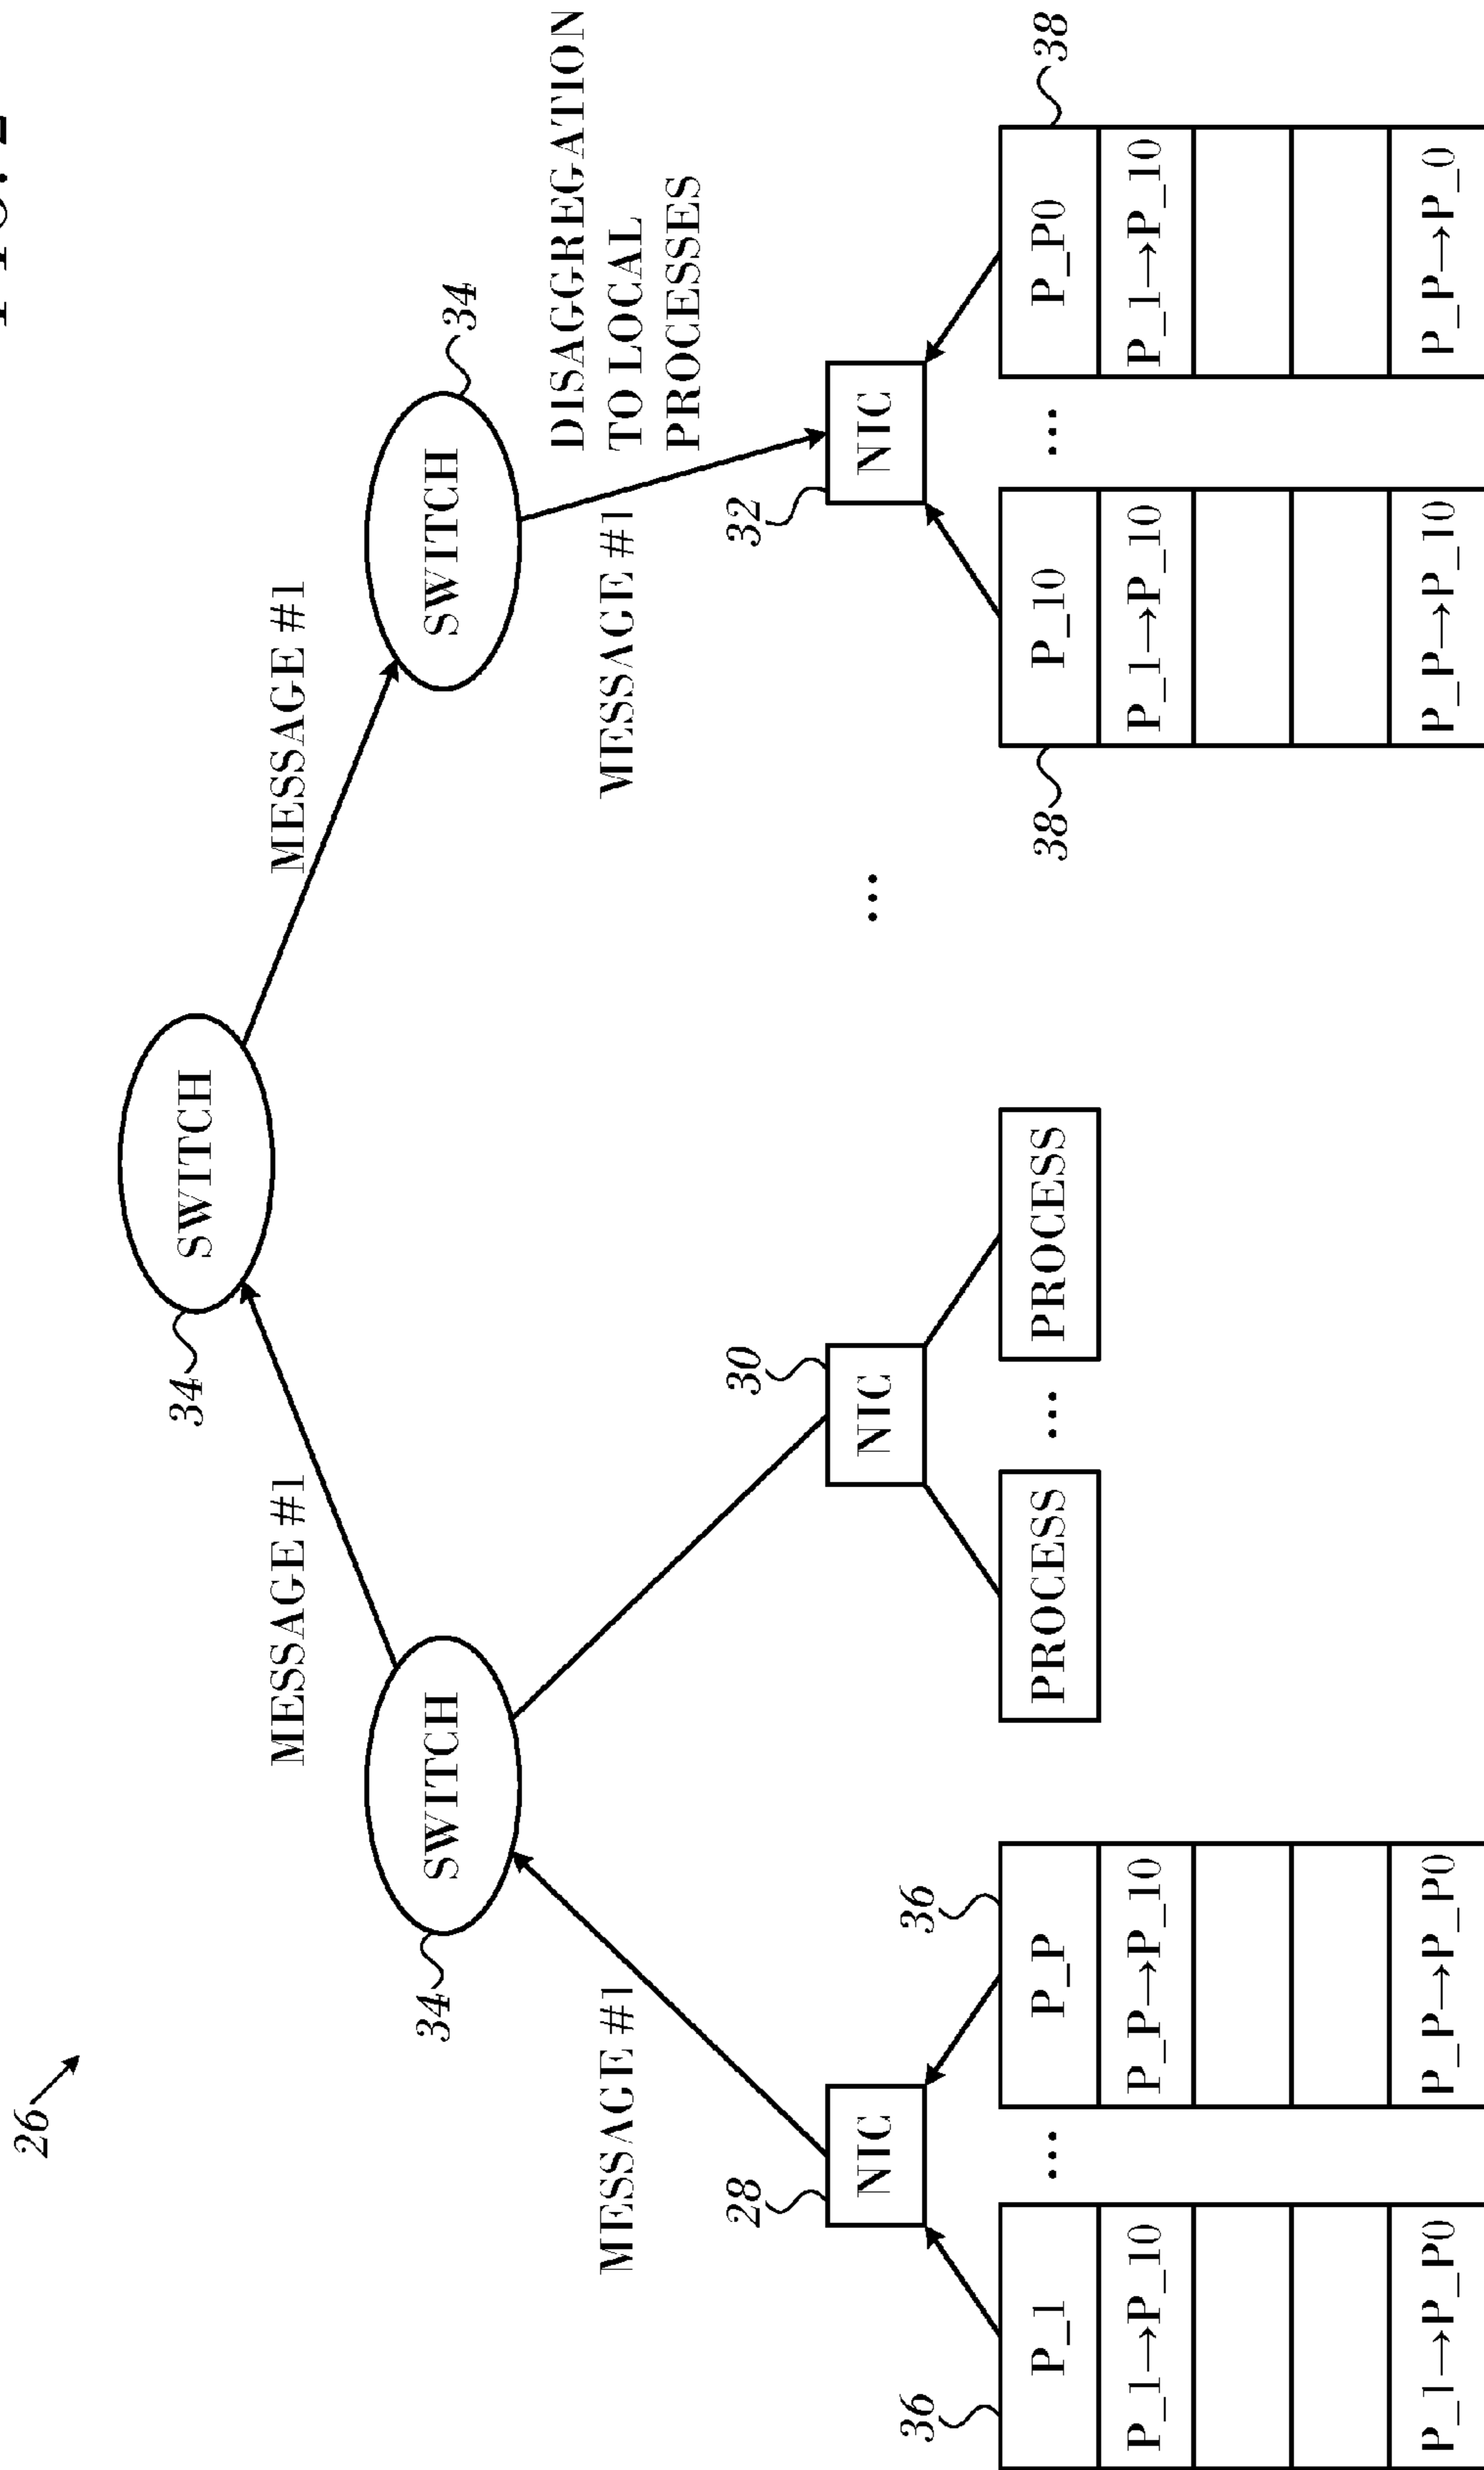 26
SWITCH
34
MESSAGE #1
MESSAGE #1
34
SWITCH
SWITCH
34
DISAGGREGATION
TO LOCAL
PROCESSES
MESSAGE #1
MESSAGE #1
28
NIC
30
NIC
...
32
NIC
36
P_1
...
36
P_P
PROCESS
...
PROCESS
38
P_10
...
P_P0
38
P_1→P_10
P_P→P_10
P_1→P_10
P_1→P_10
P_1→P_P0
P_P→P_P0
P_P→P_10
P_P→P_0